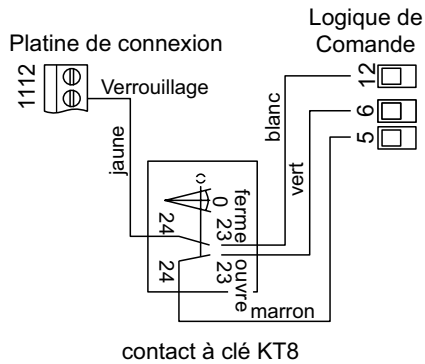 Logique de
Comande
Platine de connexion
1112
Verrouillage
12
6
5
blanc
jaune
vert
0
ferme
24
23
24
23
ouvre
marron
contact à clé KT8